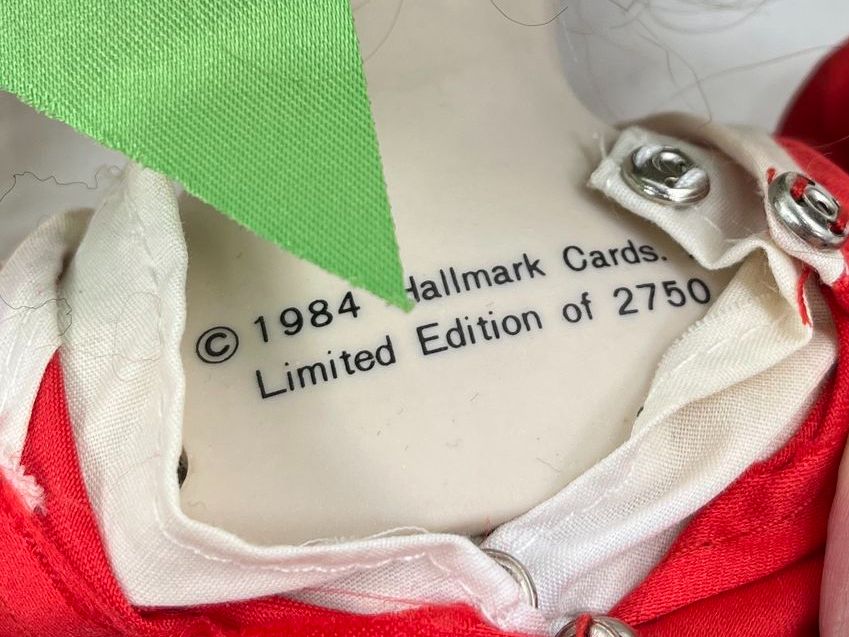 © 1984 Hallmark Cards.
Limited Edition of 2750